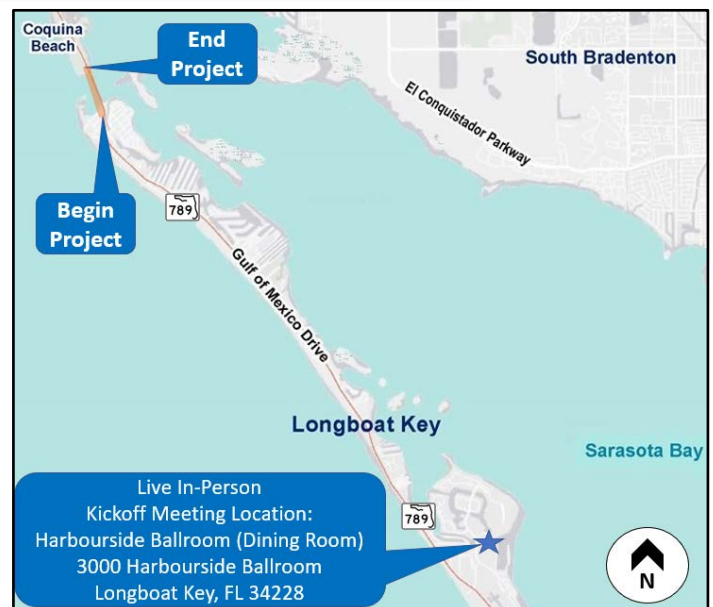 Coquina
Beach
End
Project
South Bradenton
El Conquistador Parkway
Begin
Project
789
Gulf of Mexico Drive
Longboat Key
Sarasota Bay
Live In-Person
Kickoff Meeting Location:
Harbourside Ballroom (Dining Room)
3000 Harbourside Ballroom
Longboat Key, FL 34228
789
N